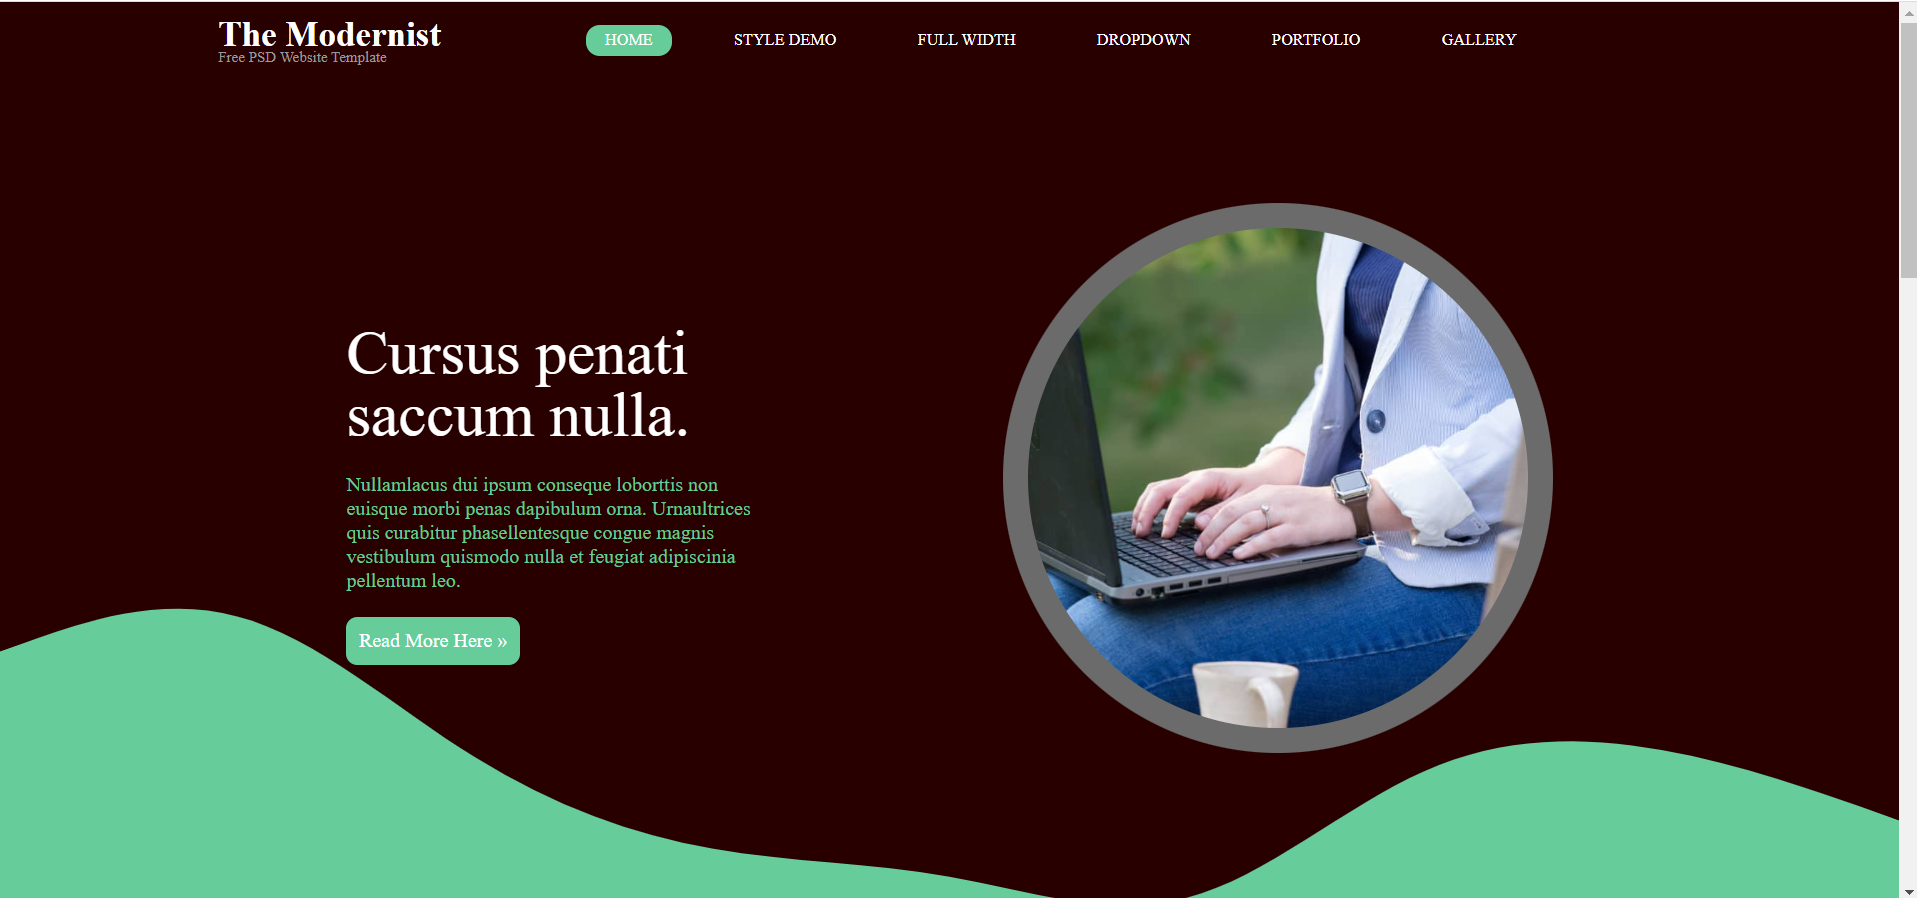 The Modernist
Free PSD Website Template
HOME STYLE DEMO FULL WIDTH DROPDOWN PORTFOLIO GALLERY
Cursus penati
saccum nulla.
Nullamlacus dui ipsum conseque loborttis non
euisque morbi penas dapibulum orna. Urnaultrices
quis curabitur phasellentesque congue magnis
vestibulum quismodo nulla et feugiat adipiscinia
pellentum leo.
Read More Here »